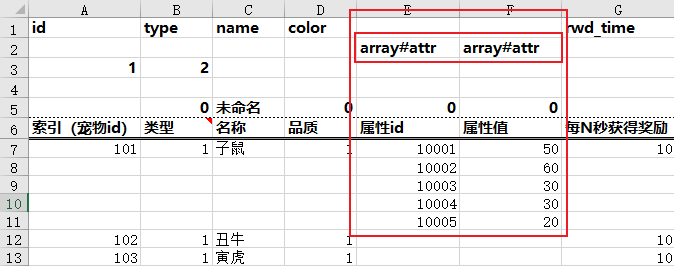 A B C D E F G
1 id type name color rwd_time
2 array#attr array#attr
3 1 2
4
5 0 未命名 0 0 0
6 索引（宠物id） 类型 名称 品质 属性id 属性值 每N秒获得奖励
7 101 1 子鼠 1 10001 50 10
8 10002 60
9 10003 30
10 10004 30
11 10005 20
12 102 1 丑牛 1 10
13 103 1 寅虎 1 10